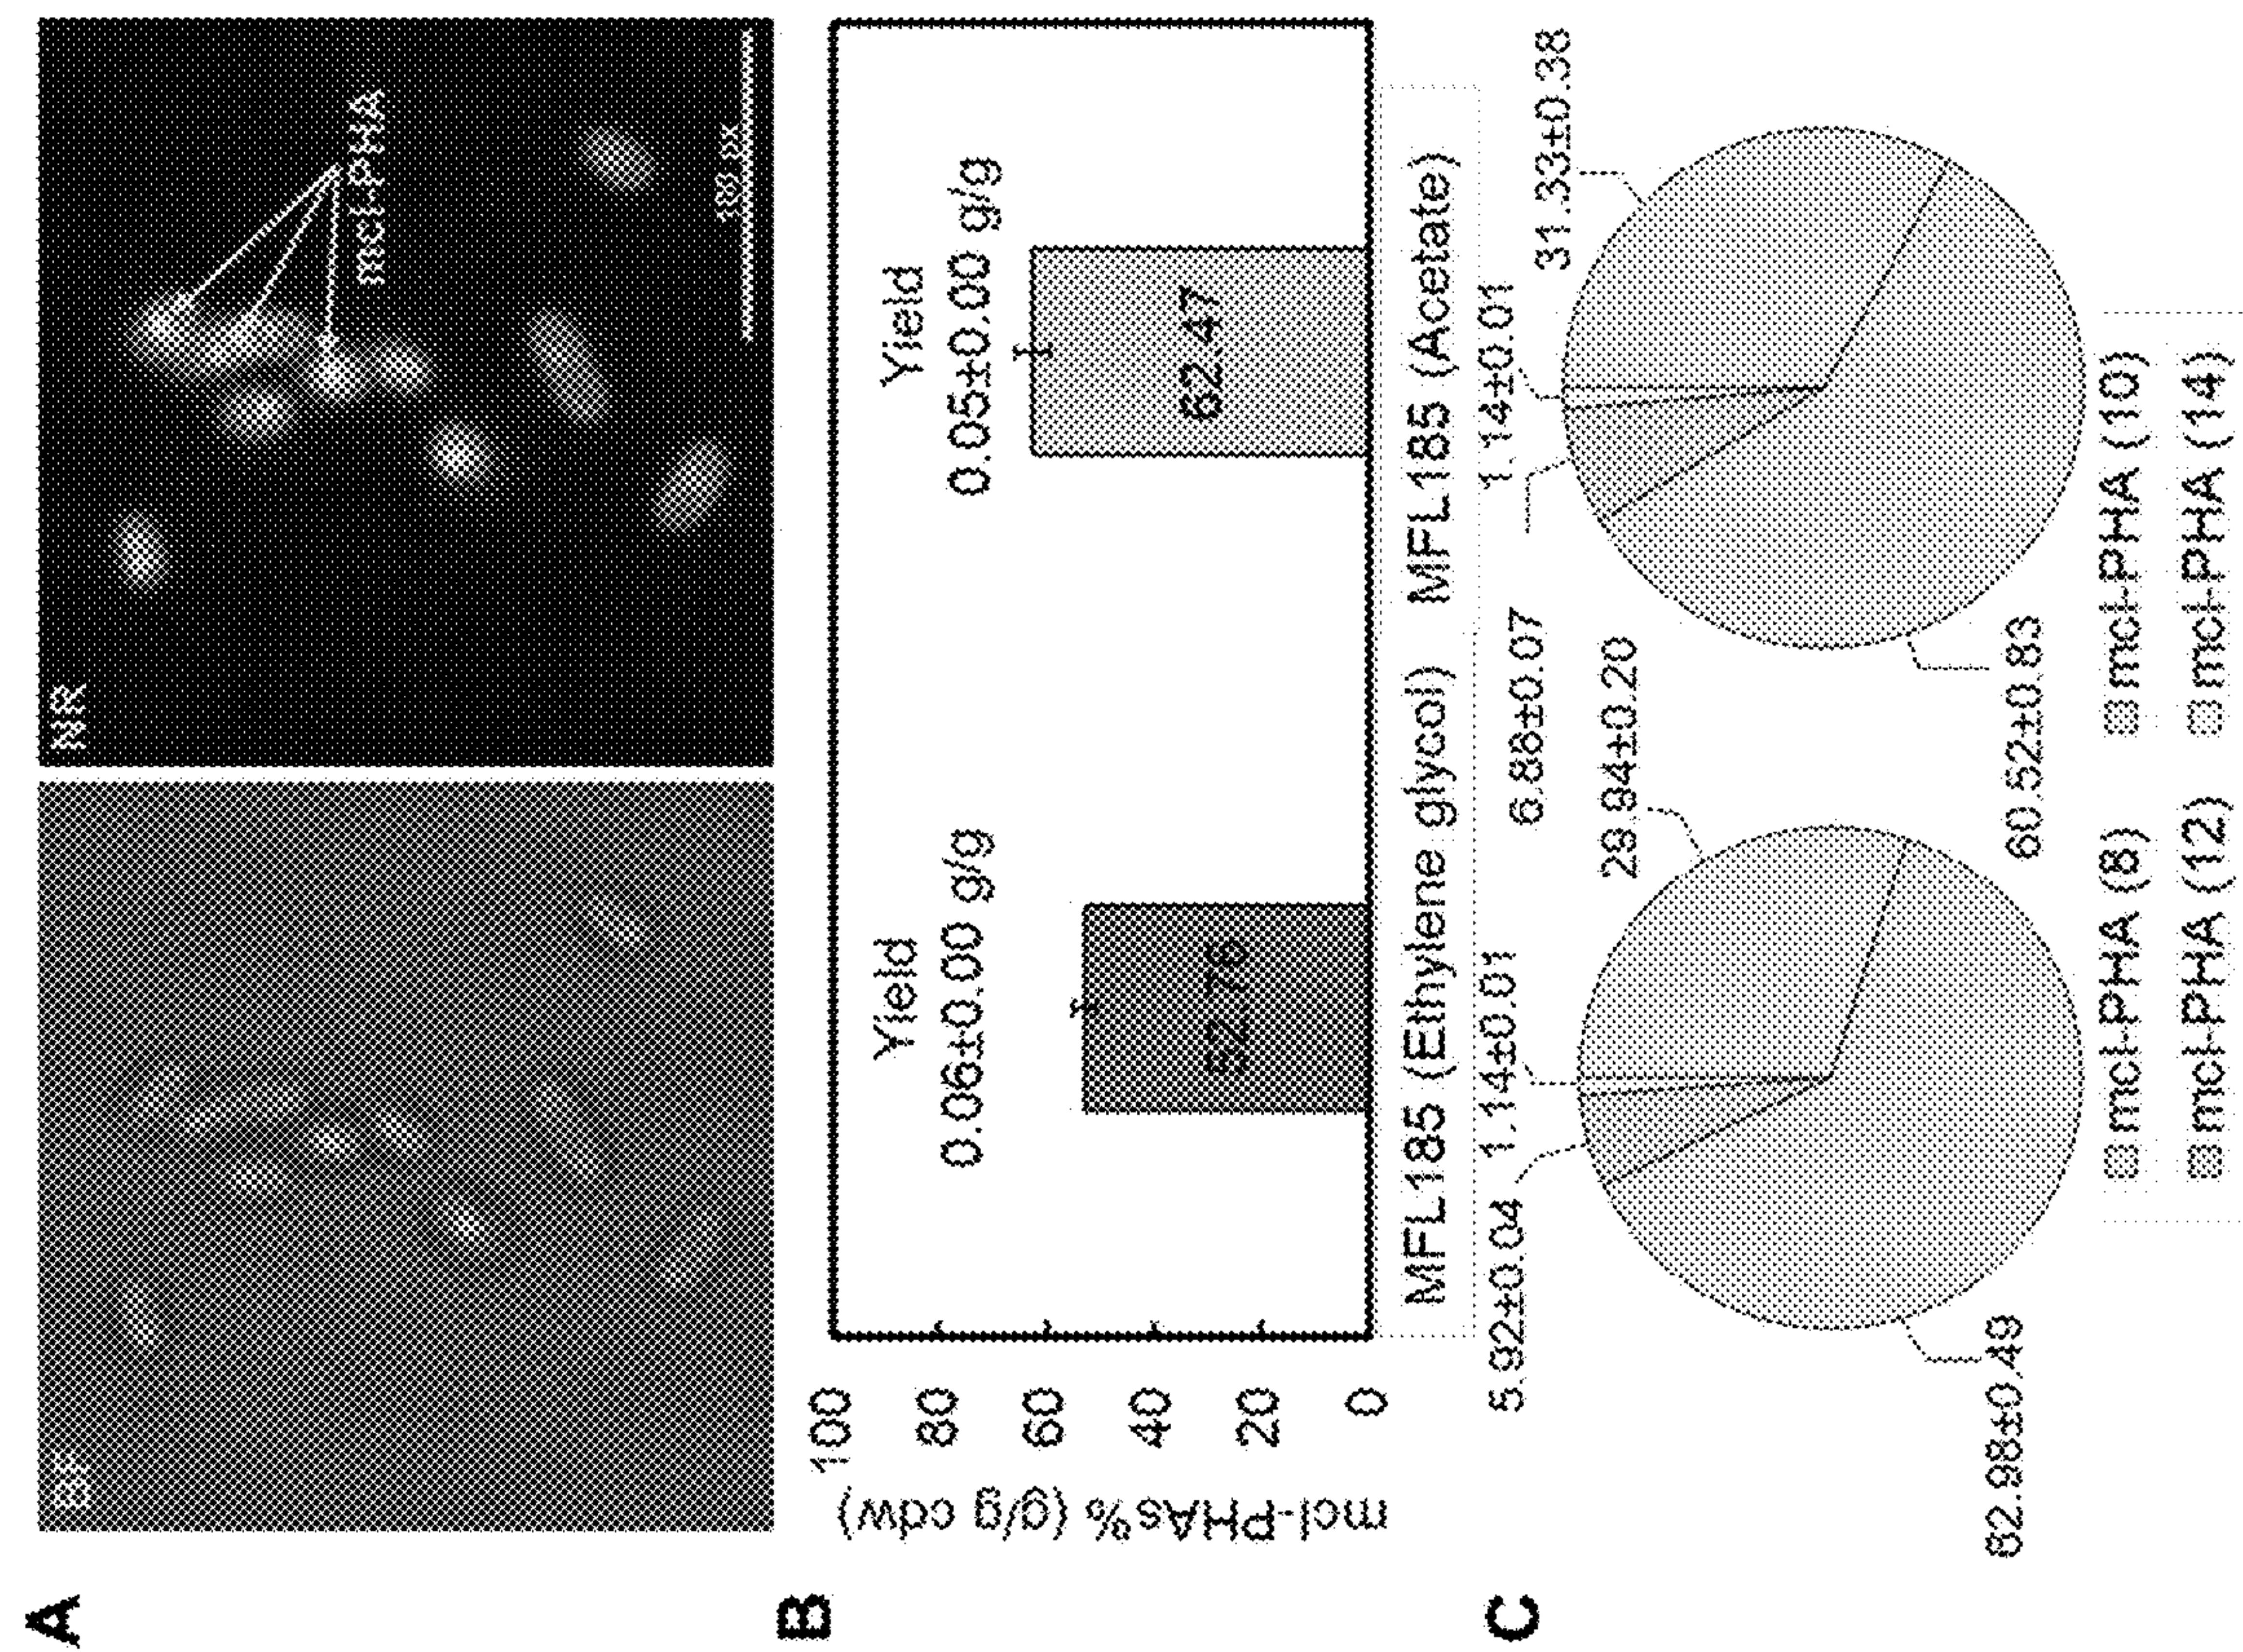 A
BF
NR
mcl-PHA
100 px
B
mcl-PHAs% (g/g cdw)
100
80
60
40
20
0
Yield
0.06±0.00 g/g
52.76
Yield
0.05±0.00 g/g
62.47
MFL185 (Ethylene glycol) MFL185 (Acetate)
C
5.92±0.04
1.14±0.01
29.94±0.20
62.98±0.49
6.88±0.07
1.14±0.01
31.33±0.38
60.52±0.83
mcl-PHA (8) mcl-PHA (10)
mcl-PHA (12) mcl-PHA (14)